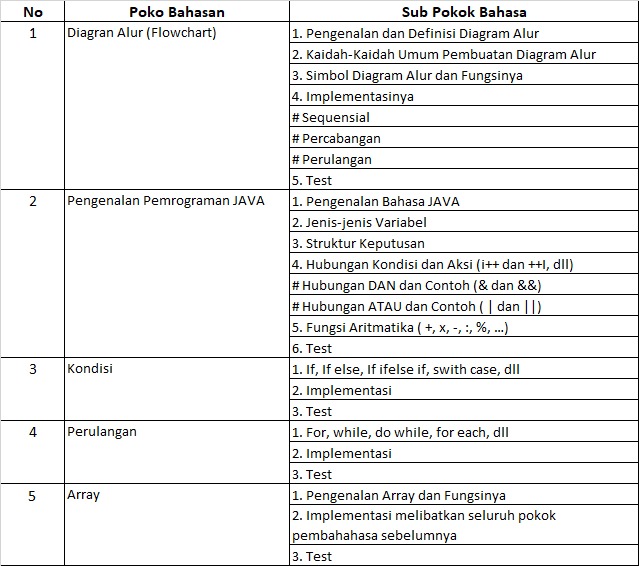 No Poko Bahasan Sub Pokok Bahasa
1 Diagran Alur (Flowchart) 1. Pengenalan dan Definisi Diagram Alur
2. Kaidah-Kaidah Umum Pembuatan Diagram Alur
3. Simbol Diagram Alur dan Fungsinya
4. Implementasinya
# Sequensial
# Percabangan
# Perulangan
5. Test
2 Pengenalan Pemrograman JAVA 1. Pengenalan Bahasa JAVA
2. Jenis-jenis Variabel
3. Struktur Keputusan
4. Hubungan Kondisi dan Aksi (i++ dan ++I, dll)
# Hubungan DAN dan Contoh (& dan &&)
# Hubungan ATAU dan Contoh ( | dan ||)
5. Fungsi Aritmatika ( +, x, -, :, %, ...)
6. Test
3 Kondisi 1. If, If else, If ifelse if, swith case, dll
2. Implementasi
3. Test
4 Perulangan 1. For, while, do while, for each, dll
2. Implementasi
3. Test
5 Array 1. Pengenalan Array dan Fungsinya
2. Implementasi melibatkan seluruh pokok
pembahahasa sebelumnya
3. Test